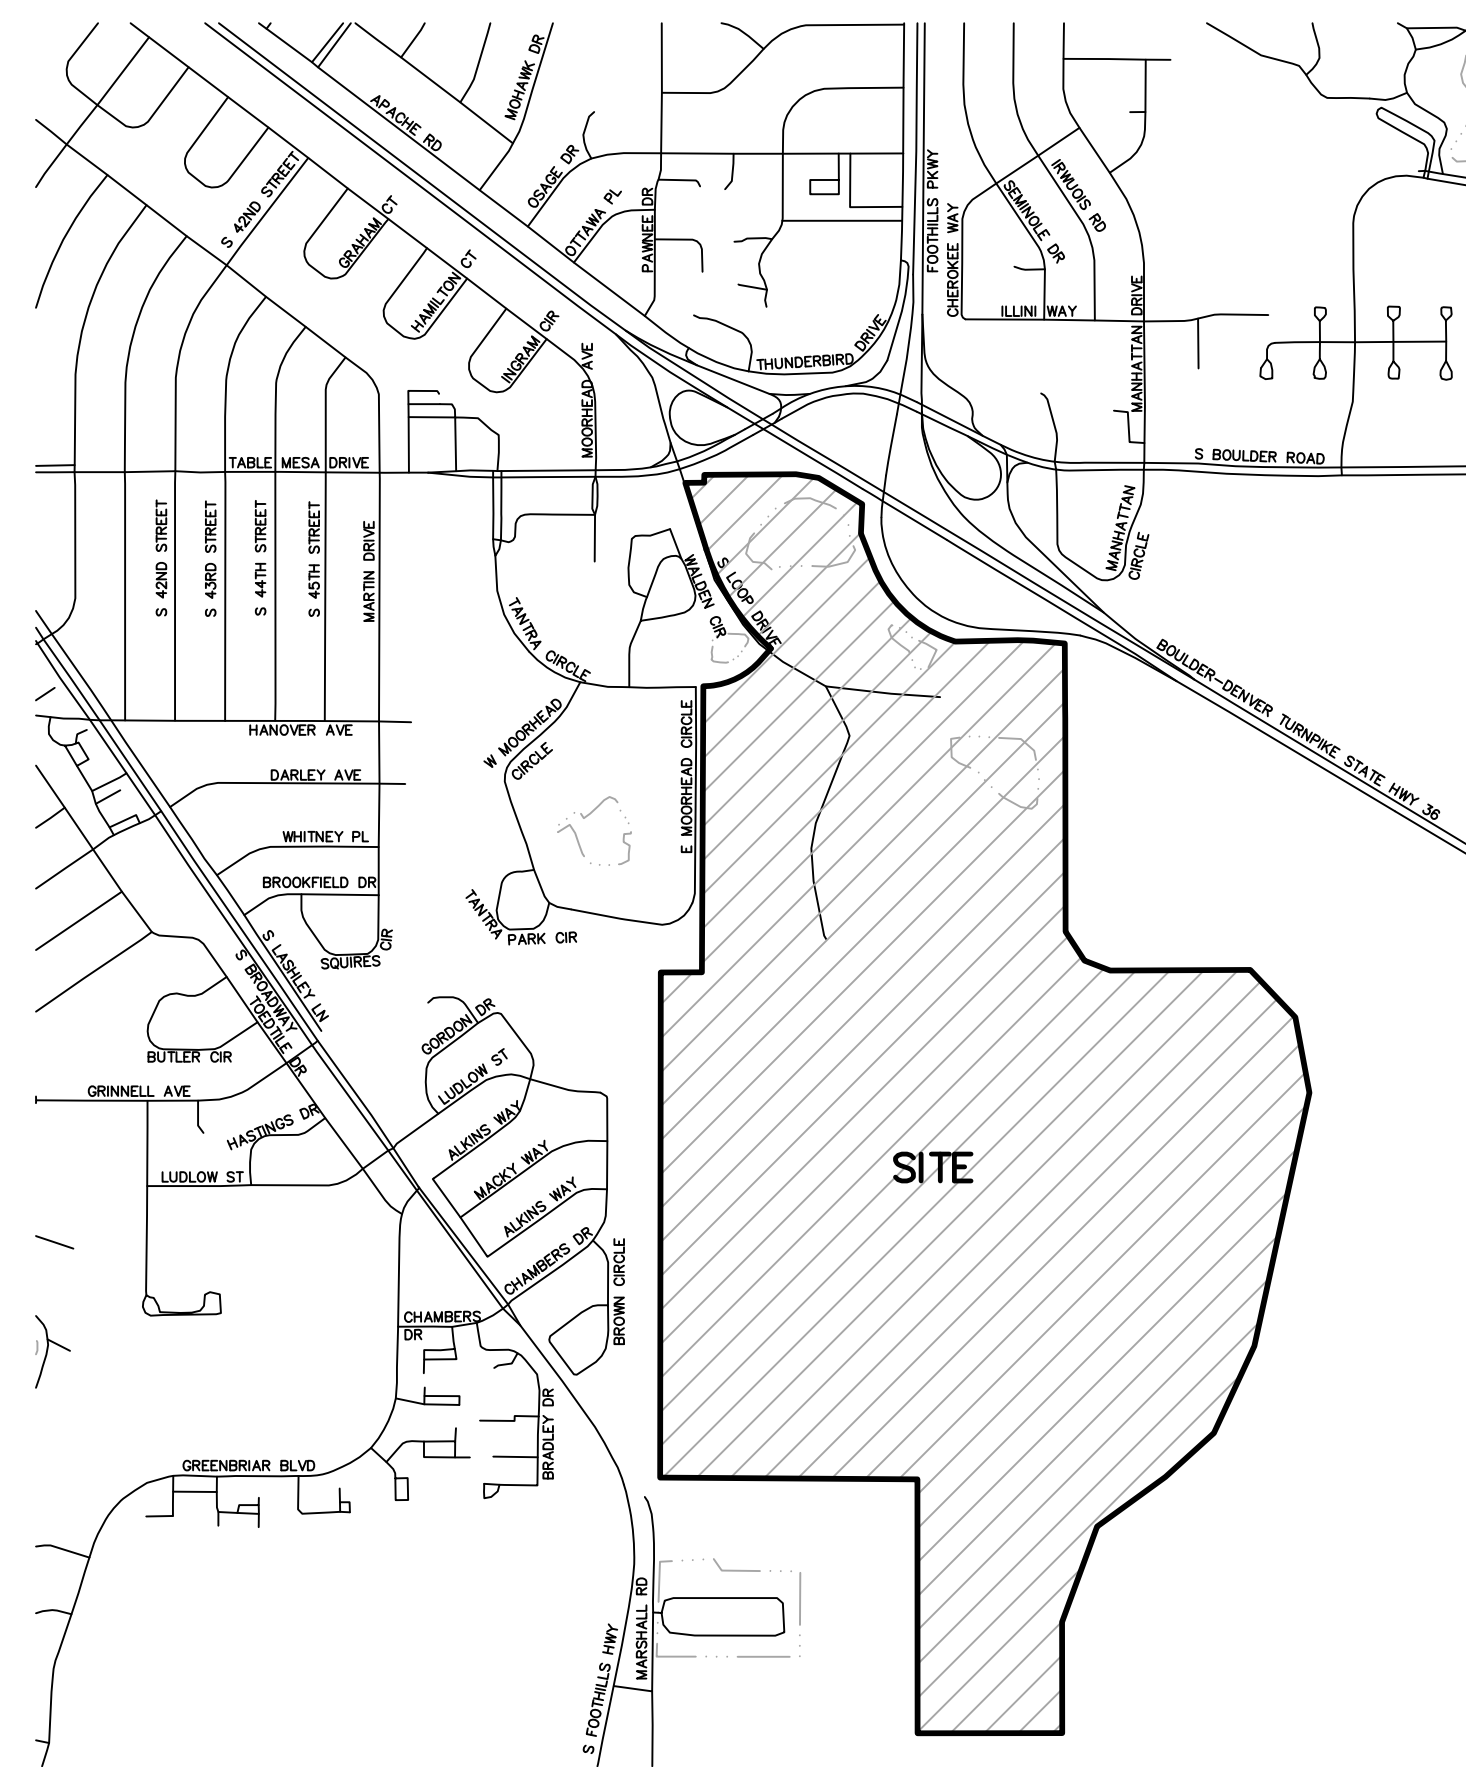 MOHAWK DR
APACHE RD
OSAGE DR
OTTAWA PL
PAWNEE DR
FOOTHILLS PKWY
CHEROKEE WAY
SEMINOLE DR
IRWUOIS RD
S 42ND STREET
GRAHAM CT
HAMILTON CT
INGRAM CIR
ILLINI WAY
MANHATTAN DRIVE
THUNDERBIRD DRIVE
MOORHEAD AVE
TABLE MESA DRIVE
S BOULDER ROAD
S 42ND STREET
S 43RD STREET
S 44TH STREET
S 45TH STREET
MARTIN DRIVE
MANHATTAN
CIRCLE
WALDEN CIR
S LOOP DRIVE
TANTRA CIRCLE
BOULDER-DENVER TURNPIKE STATE HWY 36
HANOVER AVE
W MOORHEAD
CIRCLE
E MOORHEAD CIRCLE
DARLEY AVE
WHITNEY PL
BROOKFIELD DR
SQUIRES
CIR
TANTRA
PARK CIR
S LASHLEY LN
S BROADWAY
TOEDTILE DR
BUTLER CIR
GORDON DR
LUDLOW ST
GRINNELL AVE
HASTINGS DR
ALKINS WAY
MACKY WAY
LUDLOW ST
SITE
ALKINS WAY
CHAMBERS DR
BROWN CIRCLE
CHAMBERS
DR
BRADLEY DR
GREENBRIAR BLVD
MARSHALL RD
S FOOTHILLS HWY